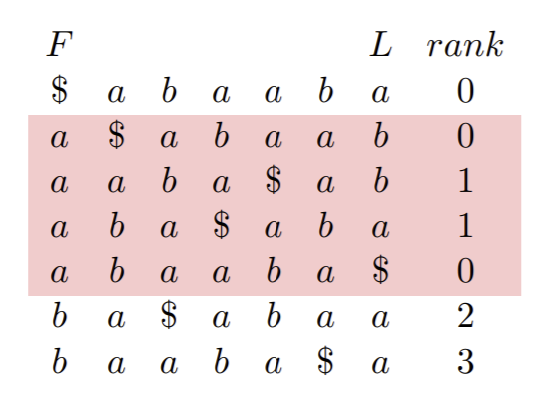 F L rank
$ a b a a b a 0
a $ a b a a b 0
a a b a $ a b 1
a b a $ a b a 1
a b a a b a $ 0
b a $ a b a a 2
b a a b a $ a 3